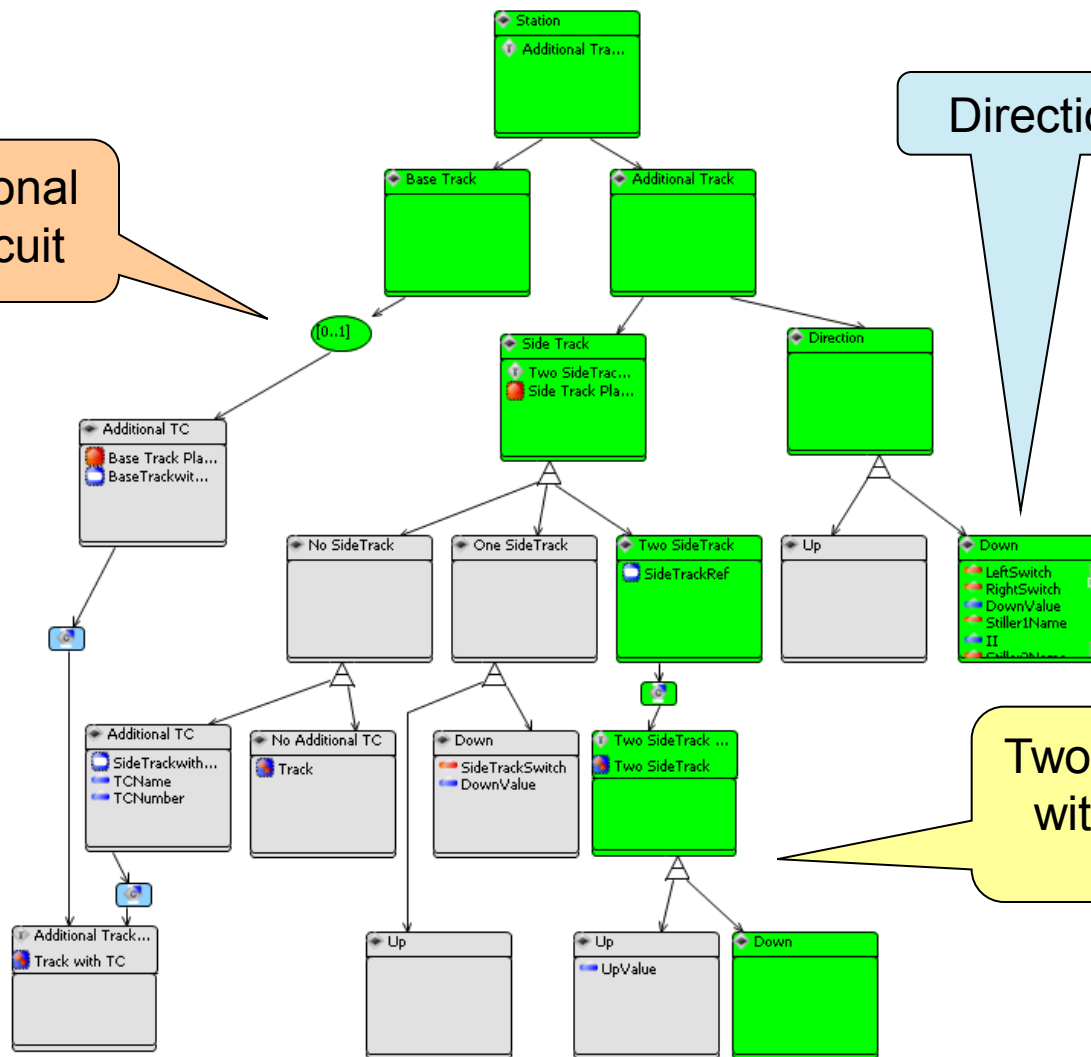 Station
Additional Tra...
Directio
onal
cuit
Base Track
Additional Track
[0..1]
Side Track
Two SideTrac...
Side Track Pla...
Direction
Additional TC
Base Track Pla...
BaseTrackwit...
No SideTrack
One SideTrack
Two SideTrack
SideTrackRef
Up
Down
LeftSwitch
RightSwitch
DownValue
Stiller1Name
II
Additional TC
SideTrackwith...
TCName
TCNumber
No Additional TC
Track
Down
SideTrackSwitch
DownValue
Two SideTrack ...
Two SideTrack
Two
wit
Additional Track...
Track with TC
Up
Up
UpValue
Down